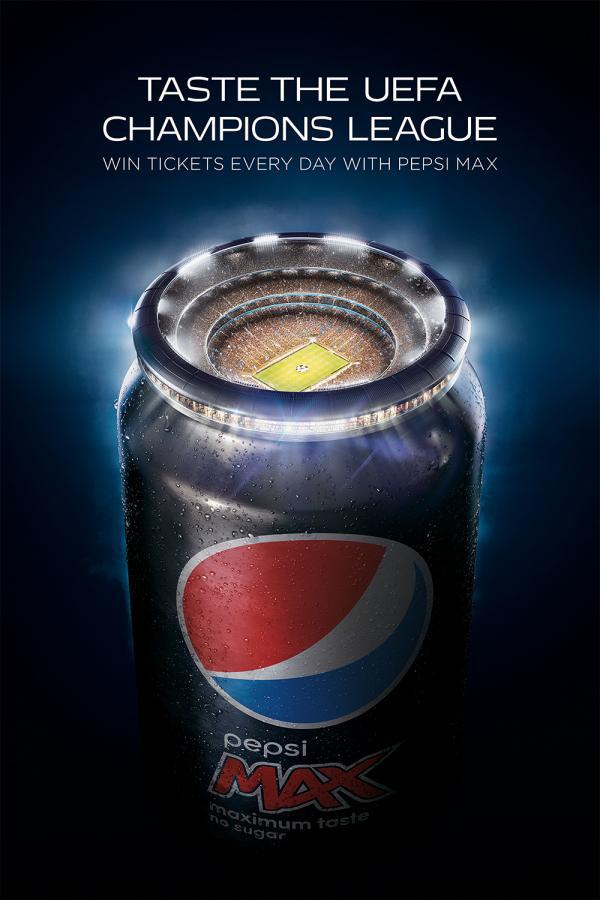 TASTE THE UEFA
CHAMPIONS LEAGUE
WIN TICKETS EVERY DAY WITH PEPSI MAX
pepsi
MAX
maximum taste
no sugar